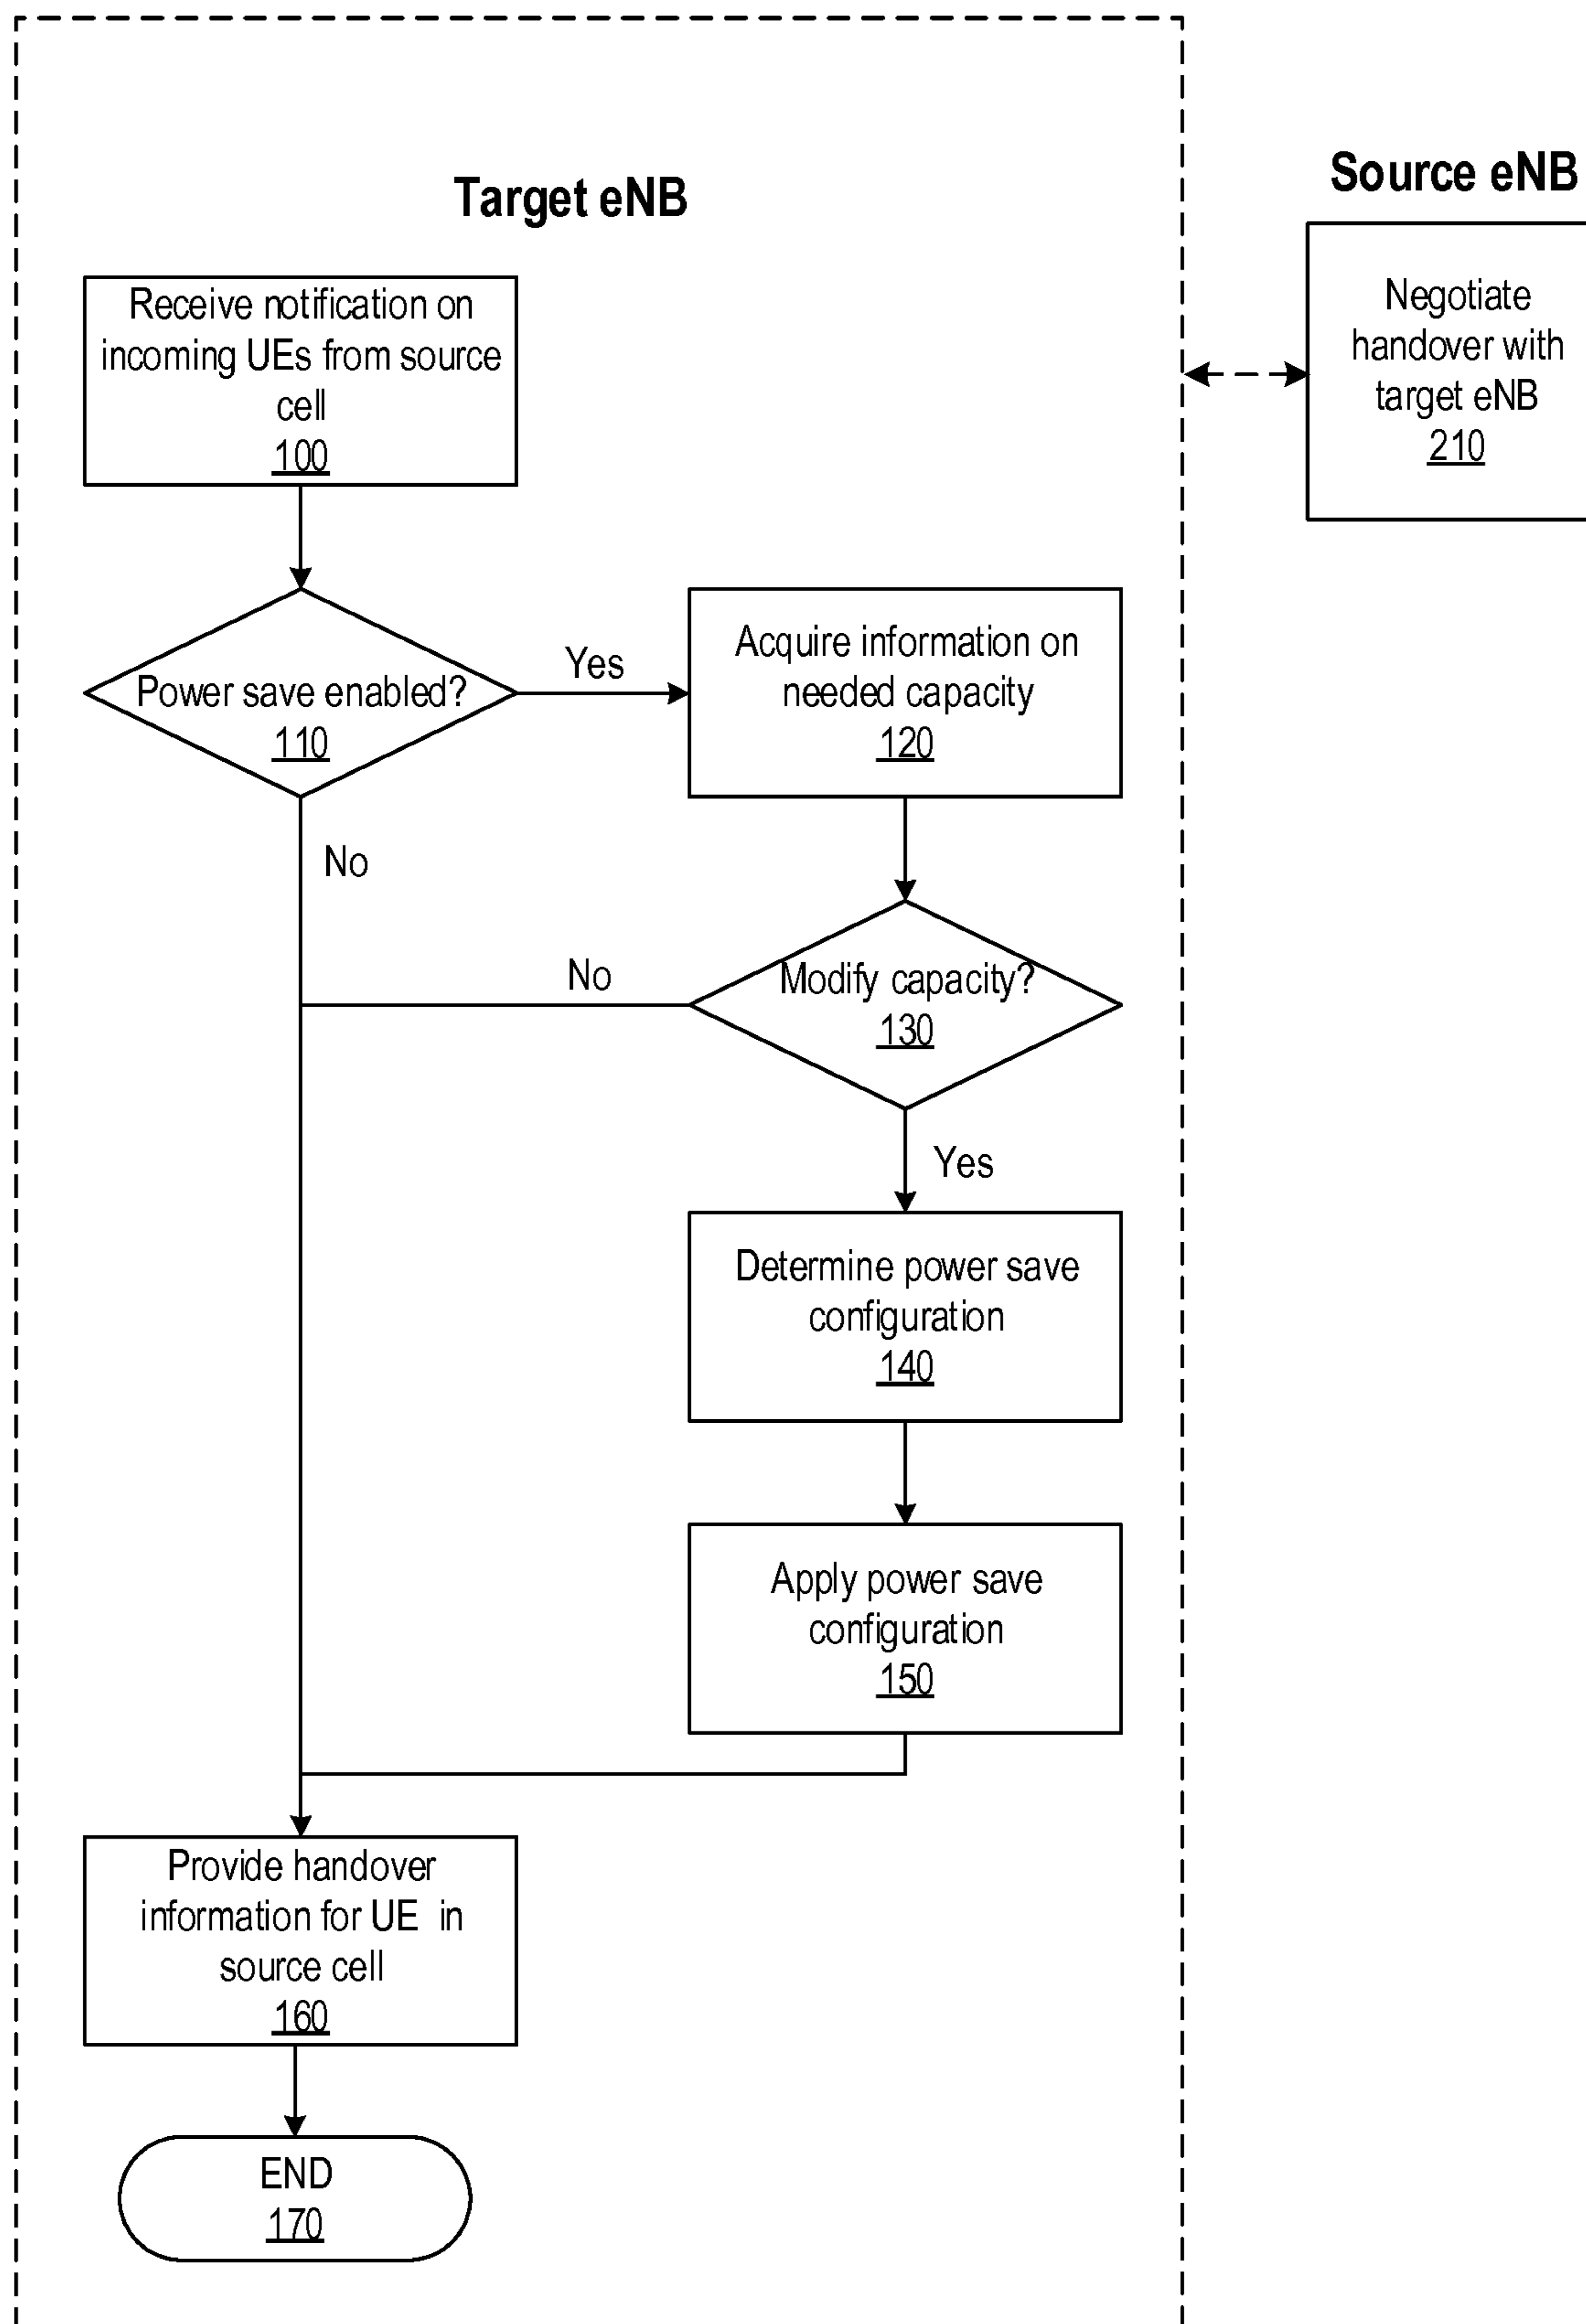 Target eNB
Source eNB
Receive notification on
incoming UEs from source
cell
100
Negotiate
handover with
target eNB
210
Power save enabled?
110
Yes
Acquire information on
needed capacity
120
No
No
Modify capacity?
130
Yes
Determine power save
configuration
140
Apply power save
configuration
150
Provide handover
information for UE in
source cell
160
END
170